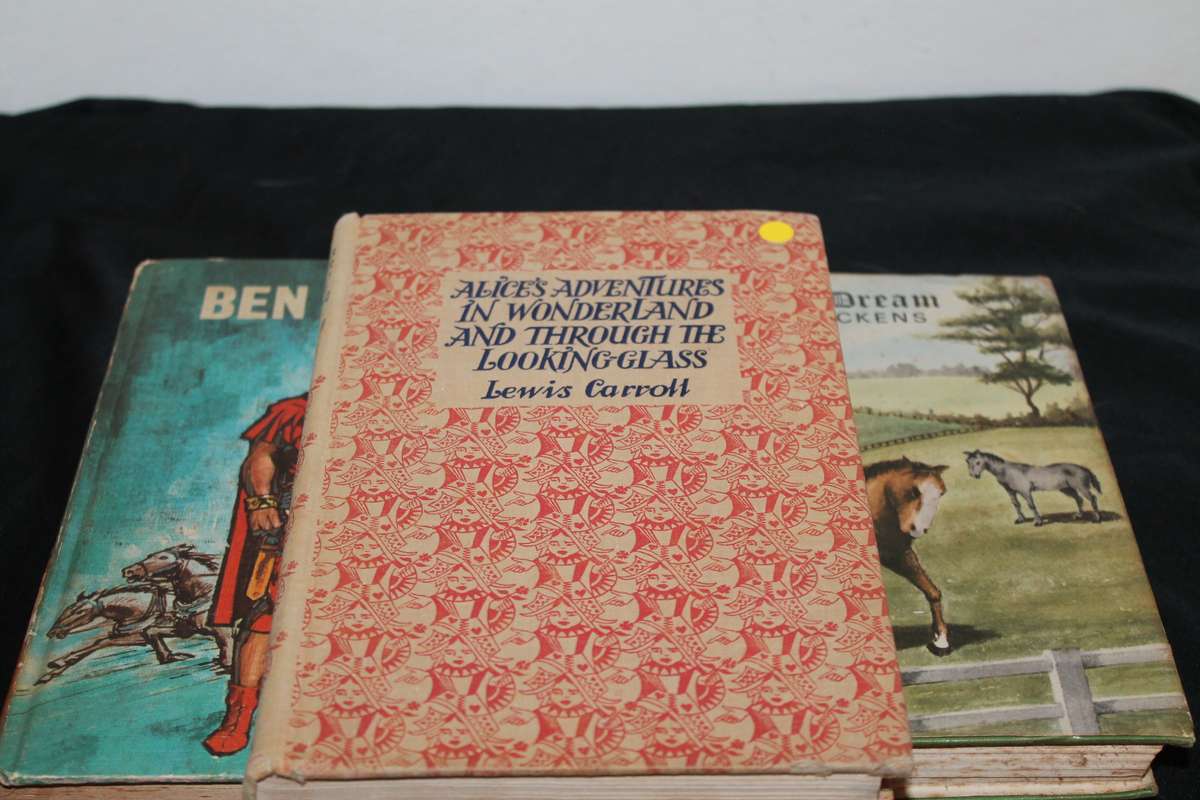 BEN
ALICE'S ADVENTURES
IN WONDERLAND
AND THROUGH THE
LOOKING-GLASS
Lewis Carroll
Dream
CKENS